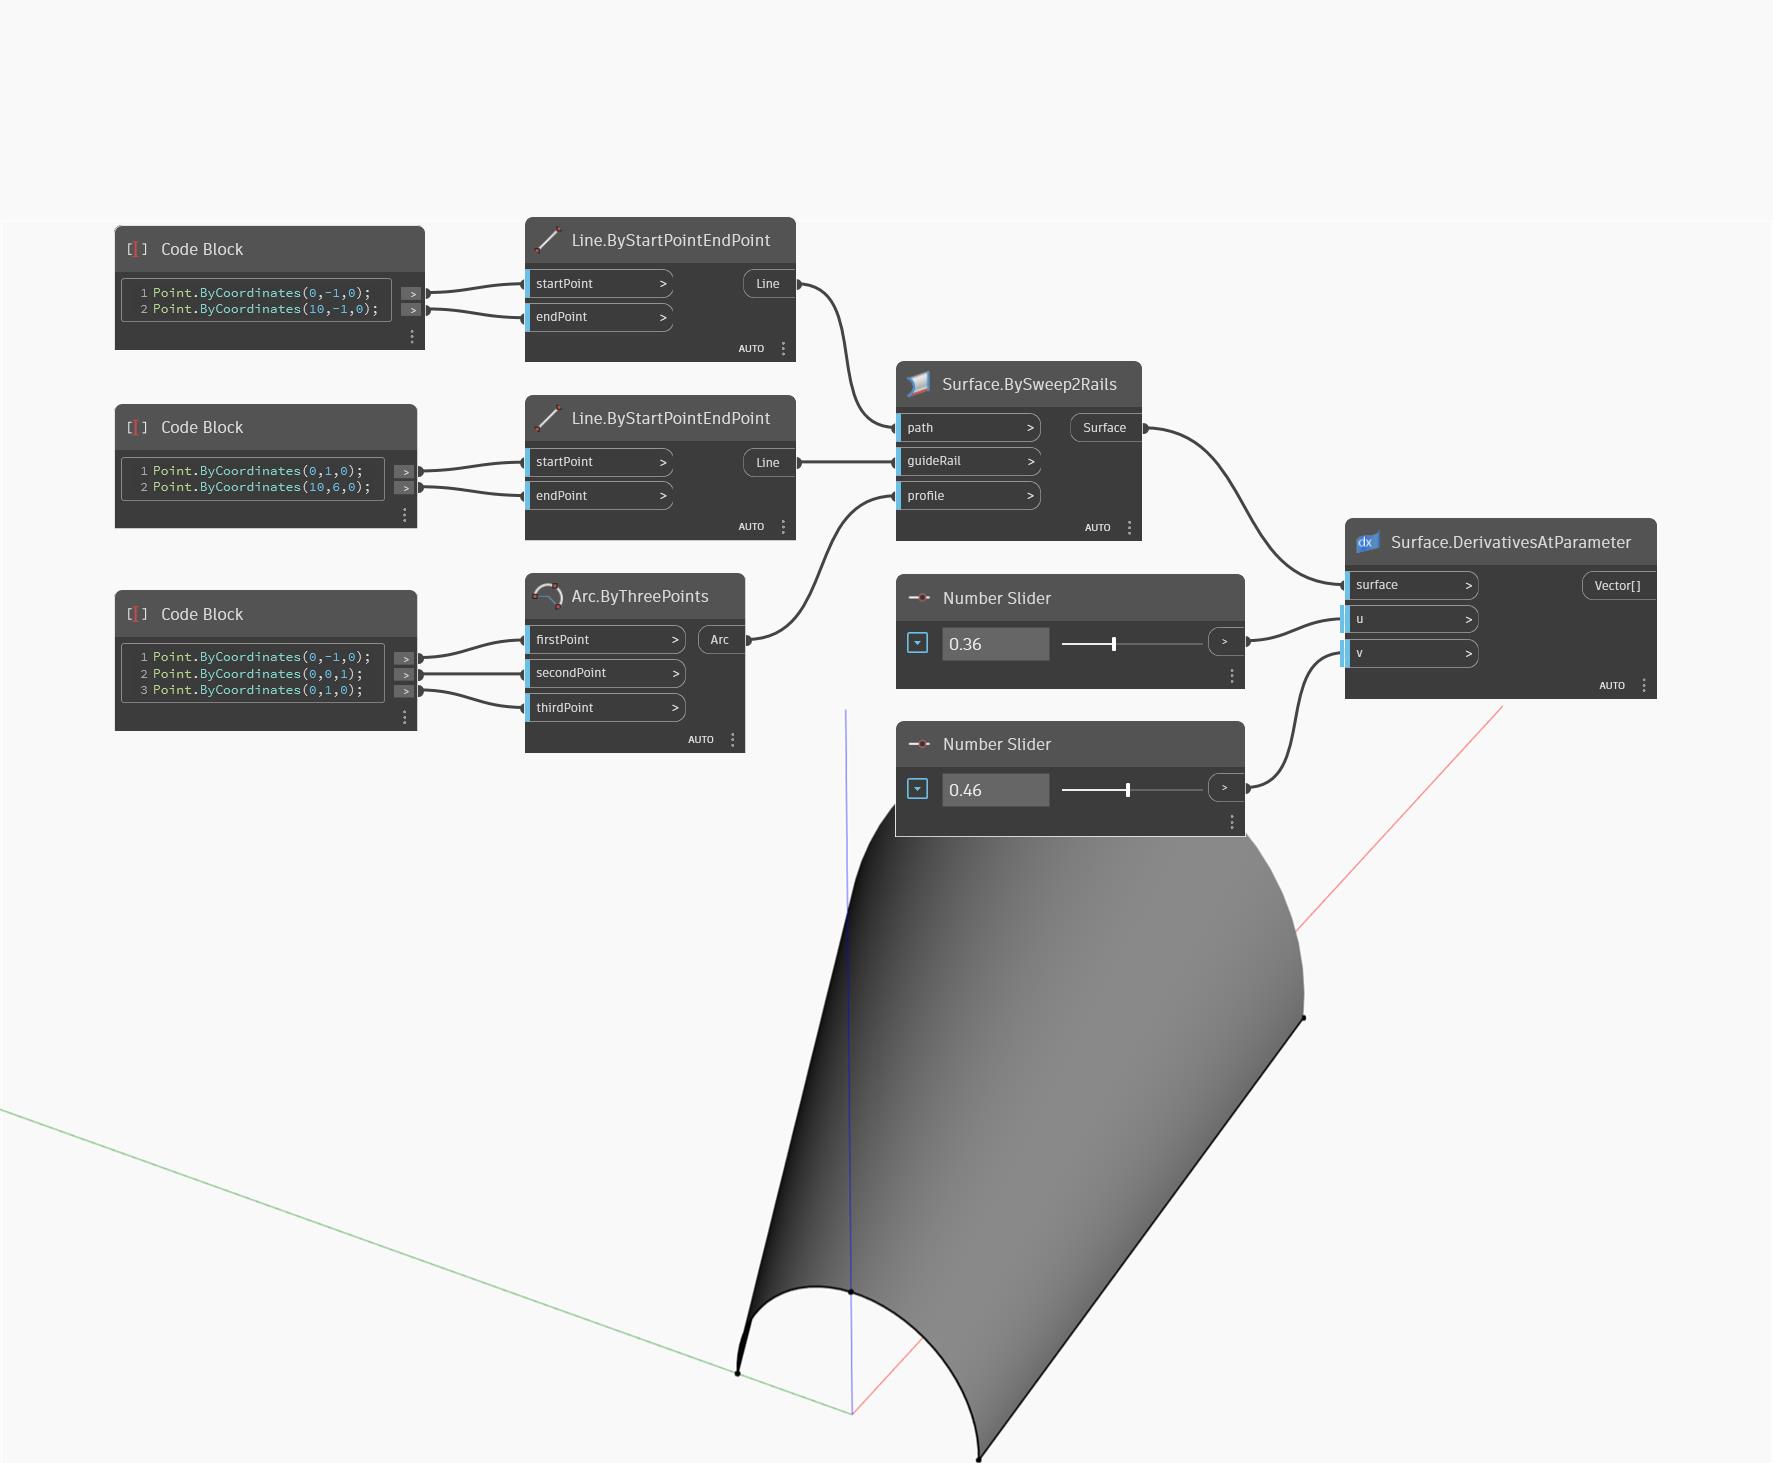 Code Block
1 Point.ByCoordinates(0,-1,0); >
2 Point.ByCoordinates(10,-1,0); >
Line.ByStartPointEndPoint
startPoint > Line
endPoint >
AUTO
Code Block
1 Point.ByCoordinates(0,1,0); >
2 Point.ByCoordinates(10,6,0); >
Line.ByStartPointEndPoint
startPoint > Line
endPoint >
AUTO
Code Block
1 Point.ByCoordinates(0,-1,0); >
2 Point.ByCoordinates(0,0,1); >
3 Point.ByCoordinates(0,1,0); >
Arc.ByThreePoints
firstPoint > Arc
secondPoint >
thirdPoint >
AUTO
Surface.BySweep2Rails
path > Surface
guideRail >
profile >
AUTO
Number Slider
0.36 >
Number Slider
0.46 >
dx Surface.DerivativesAtParameter
surface > Vector[]
u >
v >
AUTO